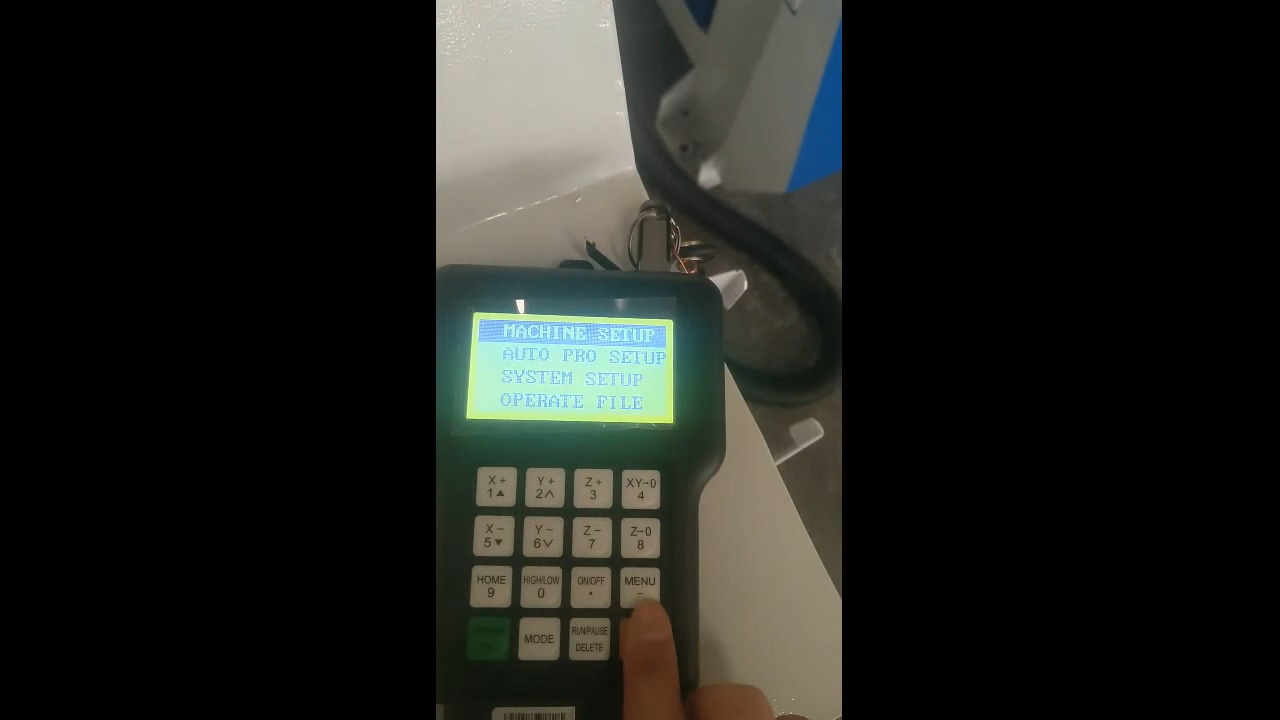 MACHINE SETUP
AUTO PRO SETUP
SYSTEM SETUP
OPERATE FILE
X+ Y+ Z+ XY→0
1▲ 2∧ 3 4
X− Y− Z− Z→0
5▼ 6∨ 7 8
HOME HIGH/LOW ON/OFF MENU
9 0 • −
MODE RUN/PAUSE
DELETE